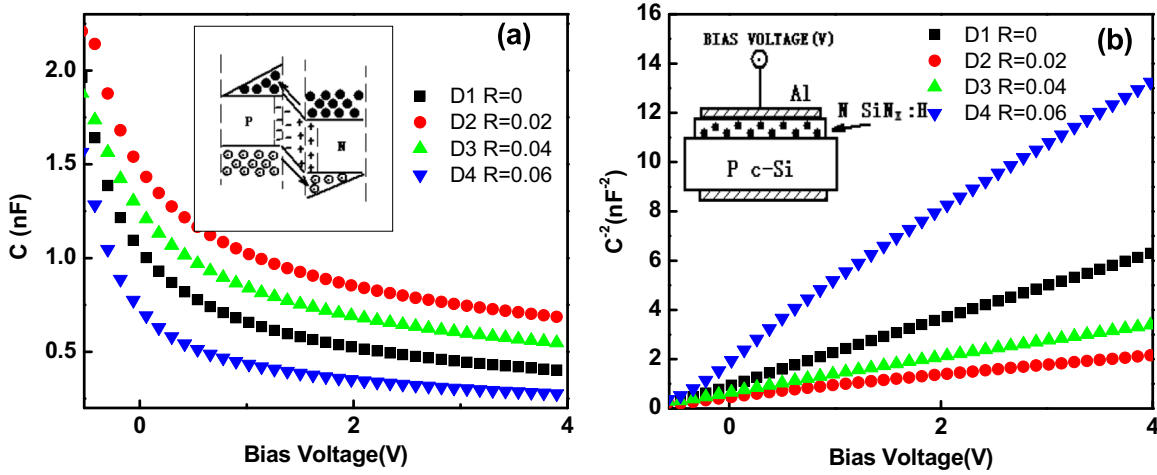 (a)
2.0
1.5
1.0
0.5
C (nF)
0
2
4
Bias Voltage(V)
P
N
D1 R=0
D2 R=0.02
D3 R=0.04
D4 R=0.06
(b)
16
14
12
10
8
6
4
2
0
C⁻²(nF⁻²)
0
2
4
Bias Voltage(V)
BIAS VOLTAGE(V)
Al
N SiNₓ:H
P c-Si
D1 R=0
D2 R=0.02
D3 R=0.04
D4 R=0.06